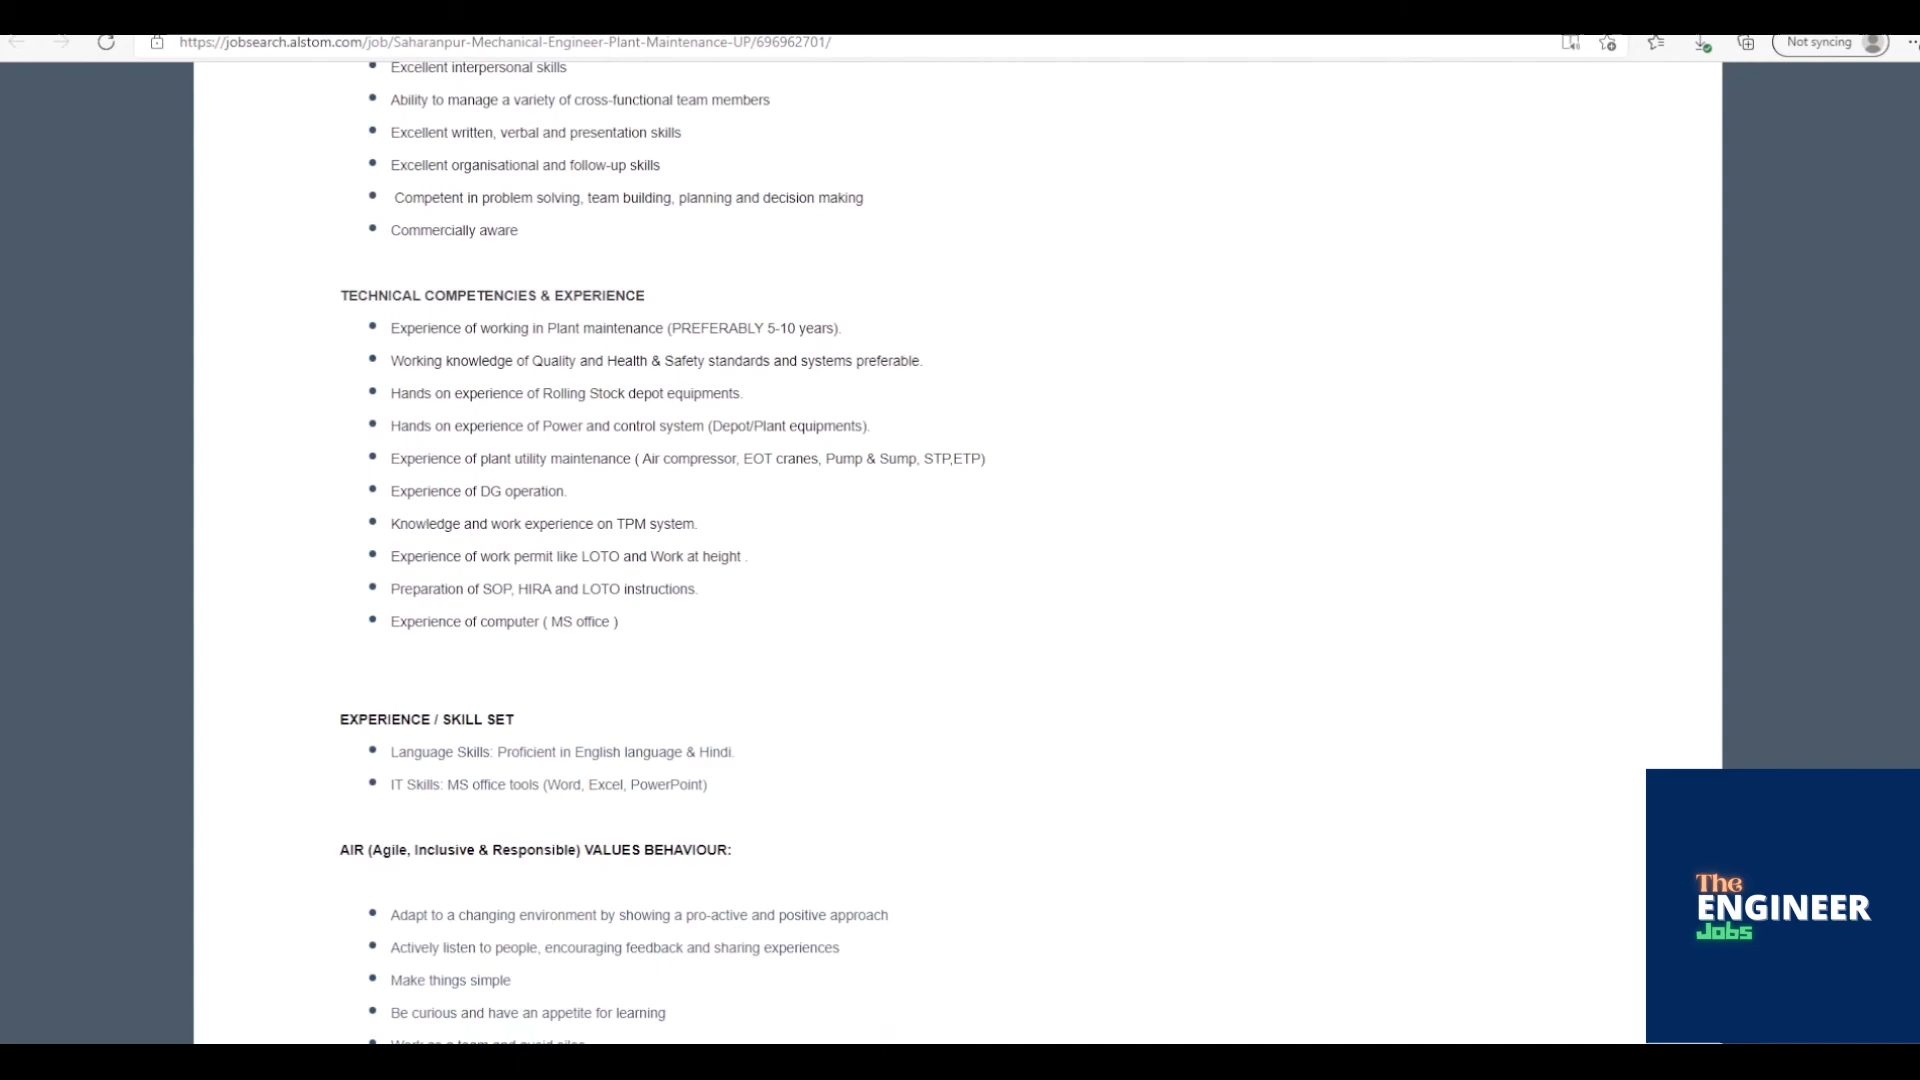 https://jobsearch.alstom.com/job/Saharanpur-Mechanical-Engineer-Plant-Maintenance-UP/696962701/
Not syncing
Excellent interpersonal skills
Ability to manage a variety of cross-functional team members
Excellent written, verbal and presentation skills
Excellent organisational and follow-up skills
Competent in problem solving, team building, planning and decision making
Commercially aware
TECHNICAL COMPETENCIES & EXPERIENCE
Experience of working in Plant maintenance (PREFERABLY 5-10 years).
Working knowledge of Quality and Health & Safety standards and systems preferable.
Hands on experience of Rolling Stock depot equipments.
Hands on experience of Power and control system (Depot/Plant equipments).
Experience of plant utility maintenance ( Air compressor, EOT cranes, Pump & Sump, STP,ETP)
Experience of DG operation.
Knowledge and work experience on TPM system.
Experience of work permit like LOTO and Work at height .
Preparation of SOP, HIRA and LOTO instructions.
Experience of computer ( MS office )
EXPERIENCE / SKILL SET
Language Skills: Proficient in English language & Hindi.
IT Skills: MS office tools (Word, Excel, PowerPoint)
AIR (Agile, Inclusive & Responsible) VALUES BEHAVIOUR:
Adapt to a changing environment by showing a pro-active and positive approach
Actively listen to people, encouraging feedback and sharing experiences
Make things simple
Be curious and have an appetite for learning
The
ENGINEER
Jobs